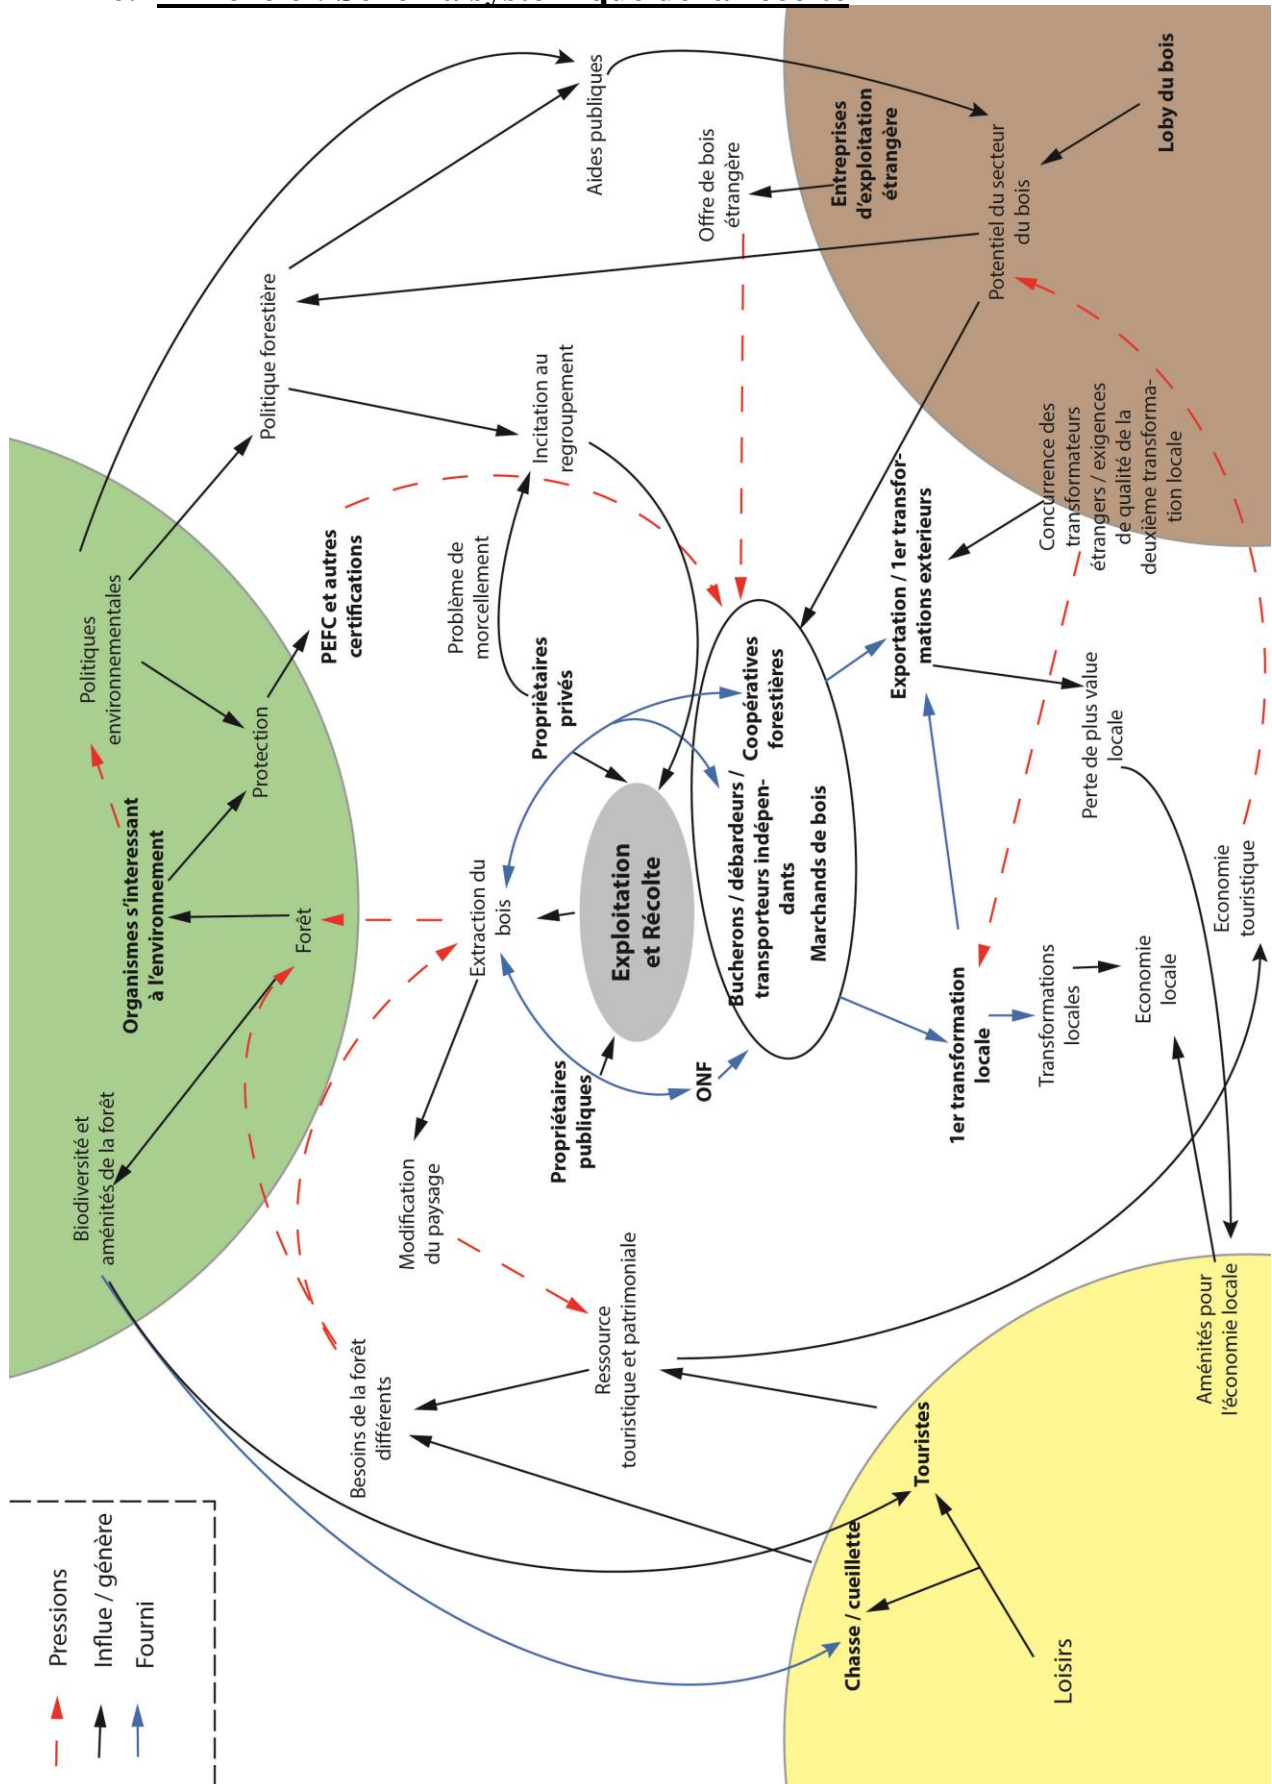 Pressions
Influe / génère
Fourni
Biodiversité et
aménités de la forêt
Organismes s'interessant
à l'environnement
Politiques
environnementales
Protection
Forêt
Politique forestière
PEFC et autres
certifications
Besoins de la forêt
différents
Modification
du paysage
Extraction du
bois
Problème de
morcellement
Incitation au
regroupement
Aides publiques
Propriétaires
publiques
Propriètaires
privés
Ressource
touristique et patrimoniale
Exploitation
et Récolte
ONF
Offre de bois
étrangère
Bucherons / débardeurs /
transporteurs indépen-
dants
Marchands de bois
Coopératives
forestières
Entreprises
d'exploitation
étrangère
Chasse / cueillette
Touristes
Exportation / 1er transfor-
mations exterieurs
1er transformation
locale
Potentiel du secteur
du bois
Loisirs
Transformations
locales
Perte de plus value
locale
Concurrence des
transformateurs
étrangers / exigences
de qualité de la
deuxième transforma-
tion locale
Loby du bois
Economie
locale
Aménités pour
l'économie locale
Economie
touristique